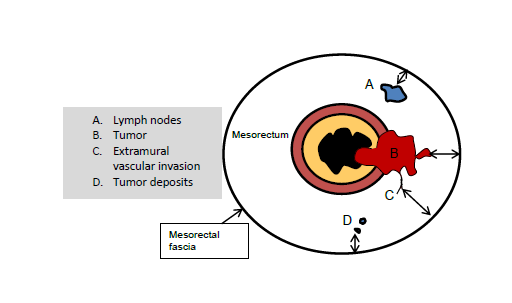 A
A. Lymph nodes
B. Tumor
C. Extramural
vascular invasion
D. Tumor deposits
Mesorectum
B
C
D
Mesorectal
fascia